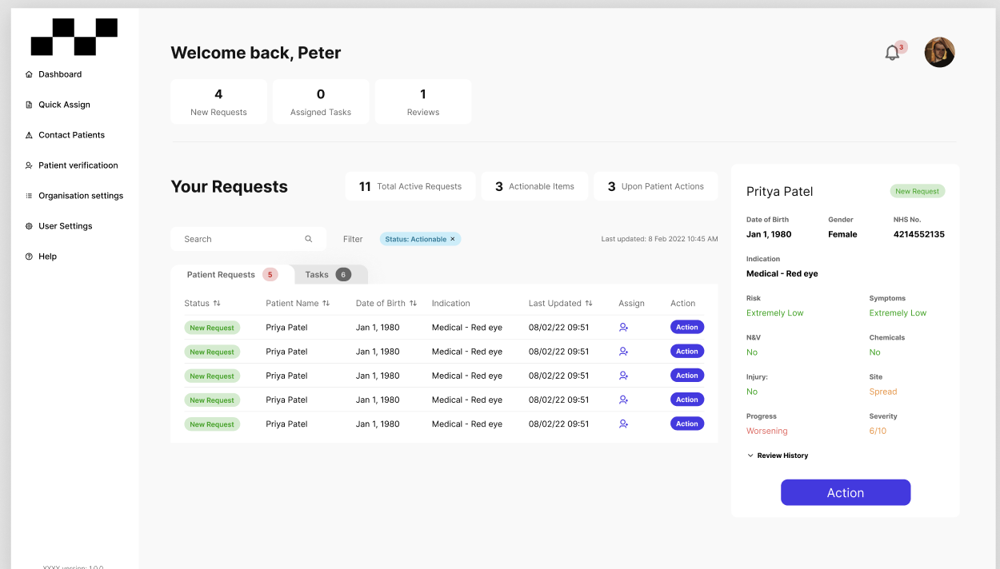 Dashboard
Quick Assign
Contact Patients
Patient verificatioon
Organisation settings
User Settings
Help
XXXX version: 1.0.0
Welcome back, Peter
3
4
New Requests
0
Assigned Tasks
1
Reviews
Your Requests
11 Total Active Requests
3 Actionable Items
3 Upon Patient Actions
Search
Filter
Status: Actionable ×
Last updated: 8 Feb 2022 10:45 AM
Patient Requests 5
Tasks 6
Status Patient Name Date of Birth Indication Last Updated Assign Action
New Request Priya Patel Jan 1, 1980 Medical - Red eye 08/02/22 09:51 Action
New Request Priya Patel Jan 1, 1980 Medical - Red eye 08/02/22 09:51 Action
New Request Priya Patel Jan 1, 1980 Medical - Red eye 08/02/22 09:51 Action
New Request Priya Patel Jan 1, 1980 Medical - Red eye 08/02/22 09:51 Action
New Request Priya Patel Jan 1, 1980 Medical - Red eye 08/02/22 09:51 Action
Pritya Patel New Request
Date of Birth Gender NHS No.
Jan 1, 1980 Female 4214552135
Indication
Medical - Red eye
Risk Symptoms
Extremely Low Extremely Low
N&V Chemicals
No No
Injury: Site
No Spread
Progress Severity
Worsening 6/10
Review History
Action